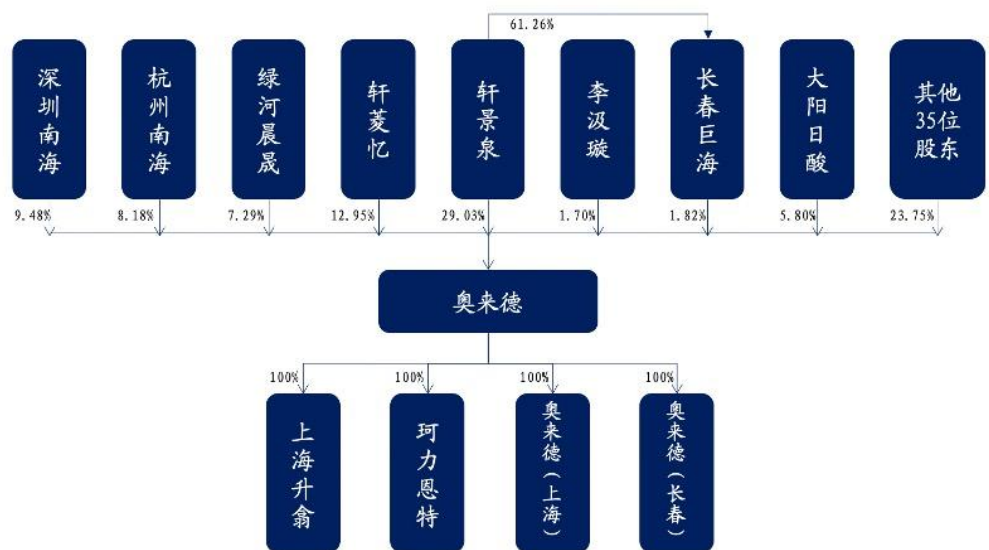 61.26%
深圳南海
杭州南海
绿河晨晟
轩菱忆
轩景泉
李汲璇
长春巨海
大阳日酸
其他
35位
股东
9.48%
8.18%
7.29%
12.95%
29.03%
1.70%
1.82%
5.80%
23.75%
奥来德
100%
100%
100%
100%
上海升翕
珂力恩特
奥来德(上海)
奥来德(长春)